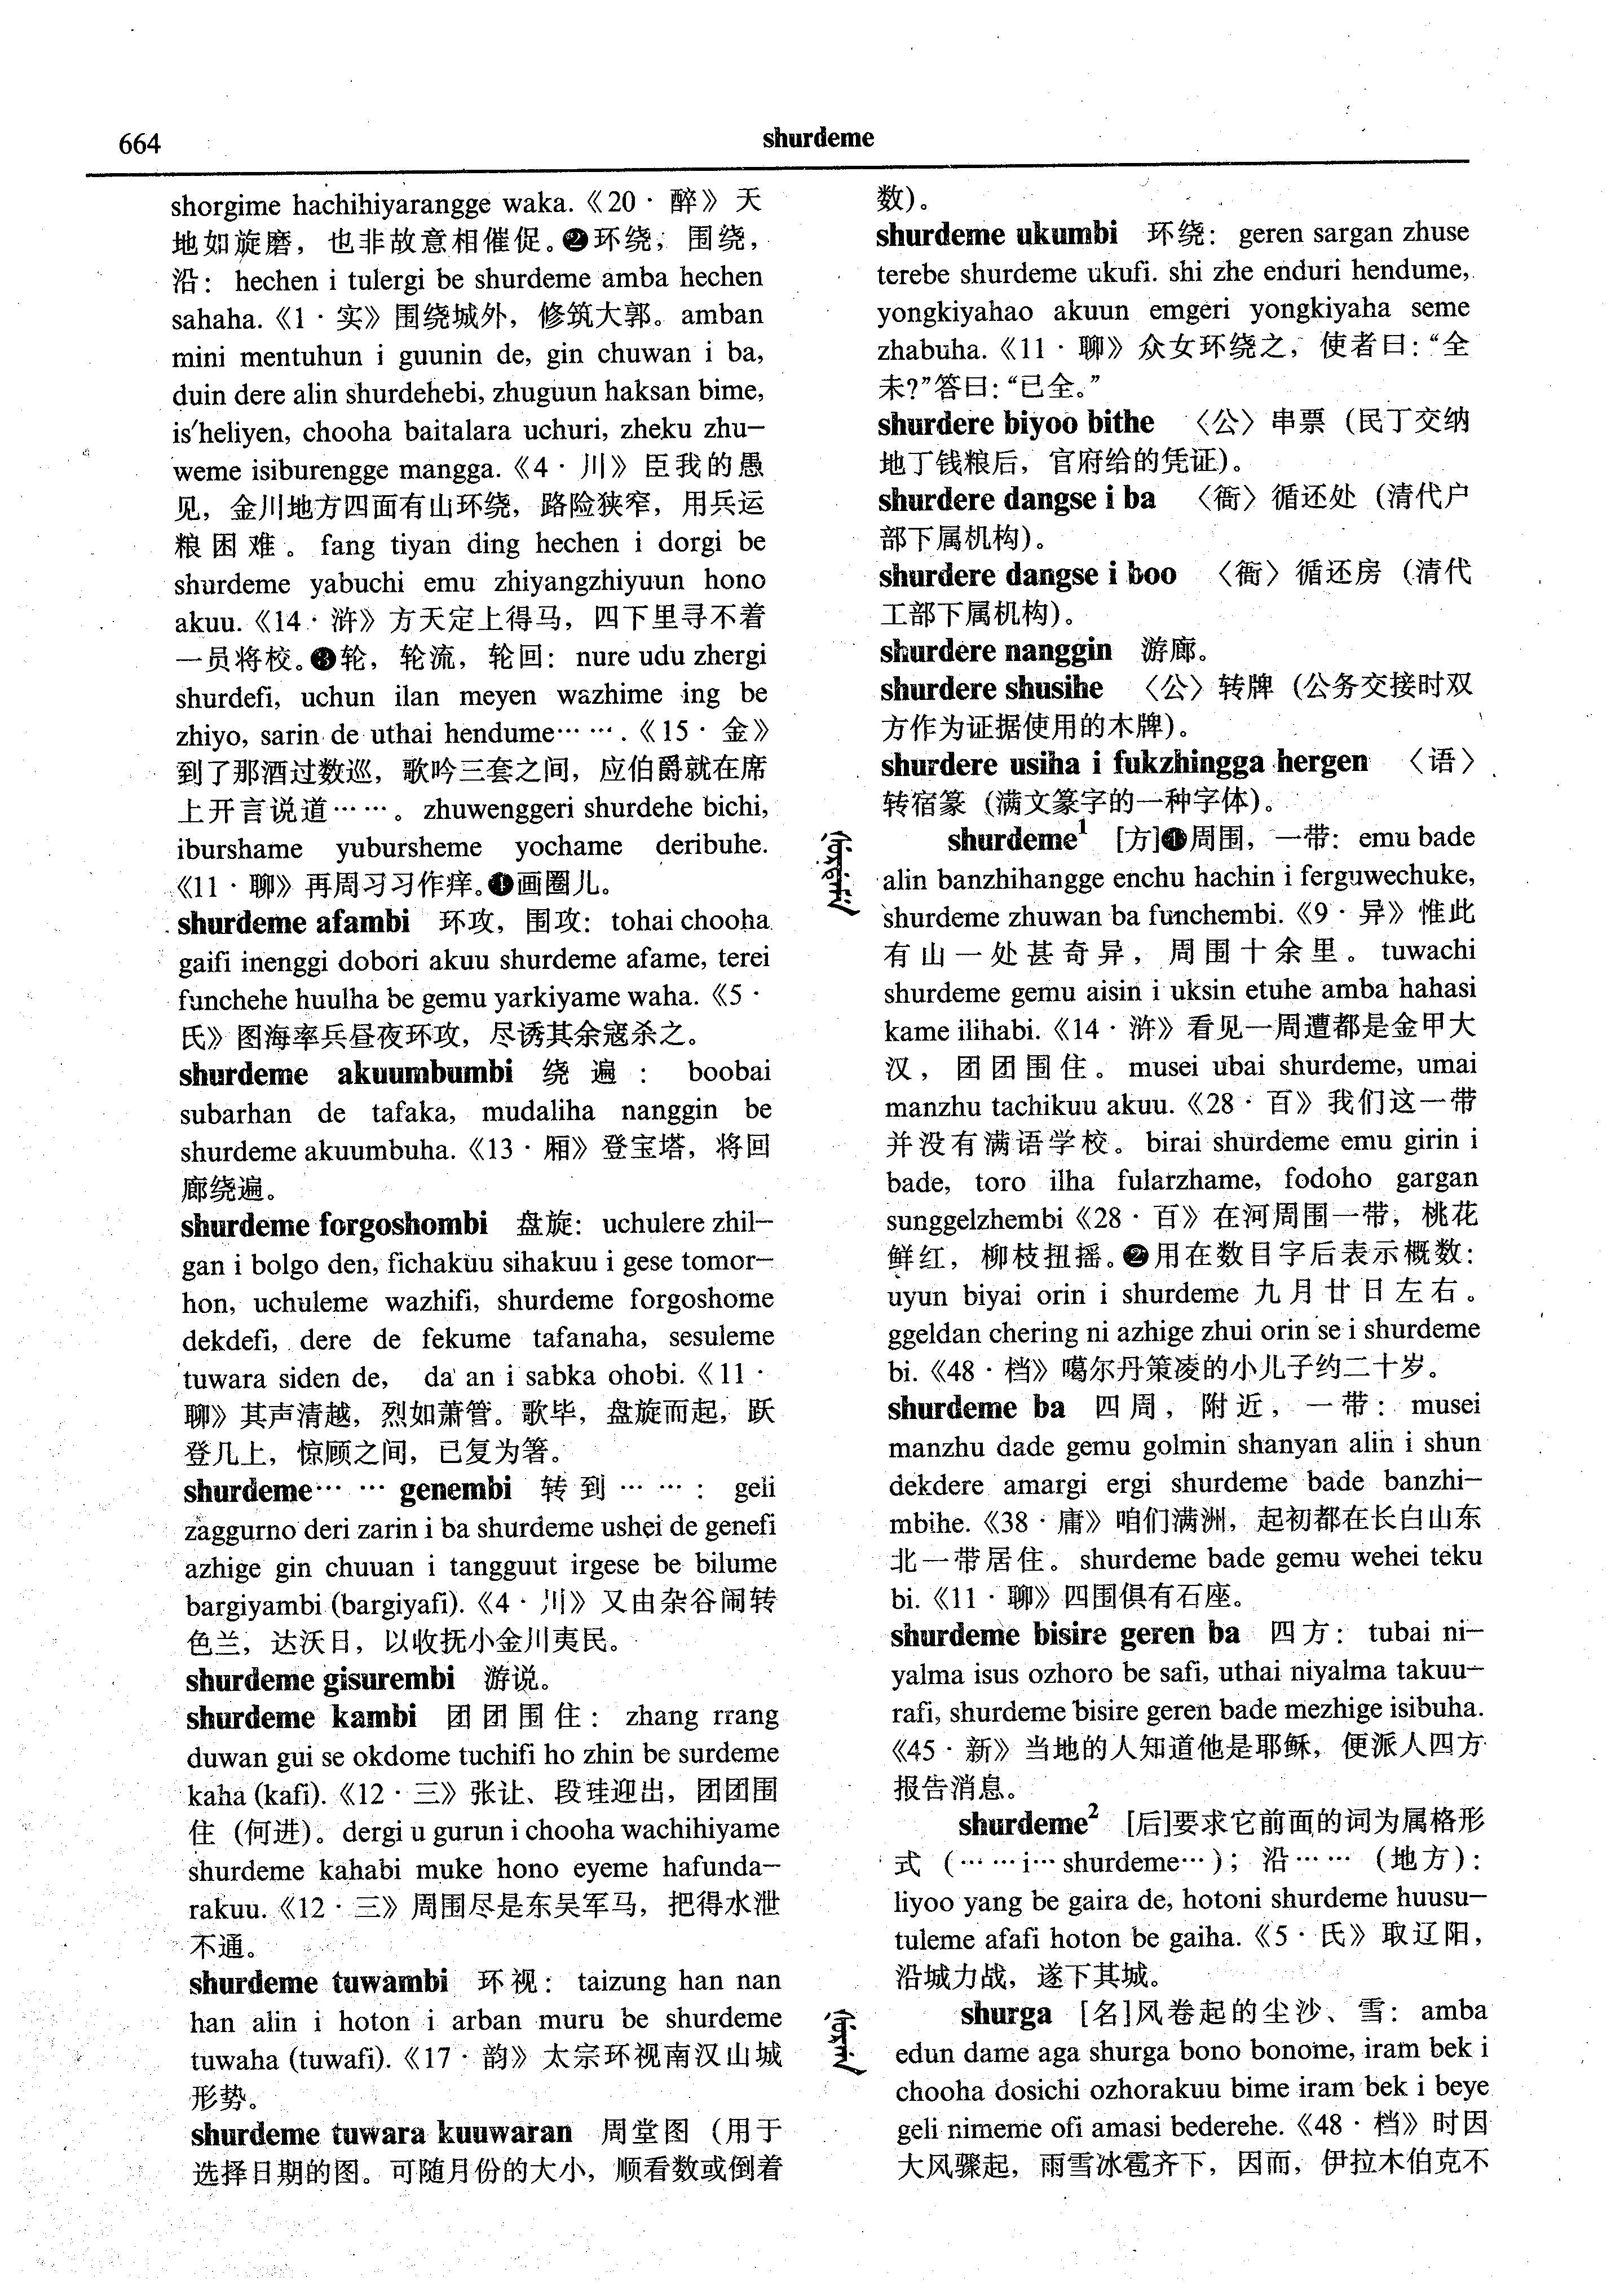 664
shurdeme
shorgime hachihiyarangge waka.《20 · 醉》天
地如旋磨，也非故意相催促。❷环绕；围绕，
沿：hechen i tulergi be shurdeme amba hechen
sahaha.《1 · 实》围绕城外，修筑大郭。amban
mini mentuhun i guunin de, gin chuwan i ba,
duin dere alin shurdehebi, zhuguun haksan bime,
is'heliyen, chooha baitalara uchuri, zheku zhu-
weme isiburengge mangga.《4 · 川》臣我的愚
见，金川地方四面有山环绕，路险狭窄，用兵运
粮困难。fang tiyan ding hechen i dorgi be
shurdeme yabuchi emu zhiyangzhiyuun hono
akuu.《14 · 浒》方天定上得马，四下里寻不着
一员将校。❸轮，轮流，轮回：nure udu zhergi
shurdefi, uchun ilan meyen wazhime ing be
zhiyo, sarin de uthai hendume…….《15 · 金》
到了那酒过数巡，歌吟三套之间，应伯爵就在席
上开言说道……。zhuwenggeri shurdehe bichi,
iburshame yubursheme yochame deribuhe.
《11 · 聊》再周习习作痒。❹画圈儿。
shurdeme afambi 环攻，围攻：tohai chooha
gaifi inenggi dobori akuu shurdeme afame, terei
funchehe huulha be gemu yarkiyame waha.《5 ·
氏》图海率兵昼夜环攻，尽诱其余寇杀之。
shurdeme akuumbumbi 绕遍：boobai
subarhan de tafaka, mudaliha nanggin be
shurdeme akuumbuha.《13 · 厢》登宝塔，将回
廊绕遍。
shurdeme forgoshombi 盘旋：uchulere zhil-
gan i bolgo den, fichakuu sihakuu i gese tomor-
hon, uchuleme wazhifi, shurdeme forgoshome
dekdefi, dere de fekume tafanaha, sesuleme
tuwara siden de, da an i sabka ohobi.《11 ·
聊》其声清越，烈如萧管。歌毕，盘旋而起，跃
登几上，惊顾之间，已复为箸。
shurdeme…… genembi 转到……：geli
zaggurno deri zarin i ba shurdeme ushei de genefi
azhige gin chuuan i tangguut irgese be bilume
bargiyambi (bargiyafi).《4 · 川》又由杂谷闹转
色兰，达沃日，以收抚小金川夷民。
shurdeme gisurembi 游说。
shurdeme kambi 团团围住：zhang rrang
duwan gui se okdome tuchifi ho zhin be surdeme
kaha (kafi).《12 · 三》张让、段珪迎出，团团围
住（何进）。dergi u gurun i chooha wachihiyame
shurdeme kahabi muke hono eyeme hafunda-
rakuu.《12 · 三》周围尽是东吴军马，把得水泄
不通。
shurdeme tuwambi 环视：taizung han nan
han alin i hoton i arban muru be shurdeme
tuwaha (tuwafi).《17 · 韵》太宗环视南汉山城
形势。
shurdeme tuwara kuuwaran 周堂图（用于
选择日期的图。可随月份的大小，顺看数或倒着
数）。
shurdeme ukumbi 环绕：geren sargan zhuse
terebe shurdeme ukufi. shi zhe enduri hendume,
yongkiyahao akuun emgeri yongkiyaha seme
zhabuha.《11 · 聊》众女环绕之，使者曰：“全
未?”答曰：“已全。”
shurdere biyoo bithe 〈公〉串票（民丁交纳
地丁钱粮后，官府给的凭证）。
shurdere dangse i ba 〈衙〉循还处（清代户
部下属机构）。
shurdere dangse i boo 〈衙〉循还房（清代
工部下属机构）。
shurdere nanggin 游廊。
shurdere shusihe 〈公〉转牌（公务交接时双
方作为证据使用的木牌）。
shurdere usiha i fukzhingga hergen 〈语〉
转宿篆（满文篆字的一种字体）。
shurdeme¹ [方]❶周围，一带：emu bade
alin banzhihangge enchu hachin i ferguwechuke,
shurdeme zhuwan ba funchembi.《9 · 异》惟此
有山一处甚奇异，周围十余里。tuwachi
shurdeme gemu aisin i uksin etuhe amba hahasi
kame ilihabi.《14 · 浒》看见一周遭都是金甲大
汉，团团围住。musei ubai shurdeme, umai
manzhu tachikuu akuu.《28 · 百》我们这一带
并没有满语学校。birai shurdeme emu girin i
bade, toro ilha fularzhame, fodoho gargan
sunggelzhembi《28 · 百》在河周围一带，桃花
鲜红，柳枝扭摇。❷用在数目字后表示概数：
uyun biyai orin i shurdeme 九月廿日左右。
ggeldan chering ni azhige zhui orin se i shurdeme
bi.《48 · 档》噶尔丹策凌的小儿子约二十岁。
shurdeme ba 四周，附近，一带：musei
manzhu dade gemu golmin shanyan alin i shun
dekdere amargi ergi shurdeme bade banzhi-
mbihe.《38 · 庸》咱们满洲，起初都在长白山东
北一带居住。shurdeme bade gemu wehei teku
bi.《11 · 聊》四围俱有石座。
shurdeme bisire geren ba 四方：tubai ni-
yalma isus ozhoro be safi, uthai niyalma takuu-
rafi, shurdeme bisire geren bade mezhige isibuha.
《45 · 新》当地的人知道他是耶稣，便派人四方
报告消息。
shurdeme² [后]要求它前面的词为属格形
式（……i… shurdeme…）；沿……（地方）：
liyoo yang be gaira de, hotoni shurdeme huusu-
tuleme afafi hoton be gaiha.《5 · 氏》取辽阳，
沿城力战，遂下其城。
shurga [名]风卷起的尘沙、雪：amba
edun dame aga shurga bono bonome, iram bek i
chooha dosichi ozhorakuu bime iram bek i beye
geli nimeme ofi amasi bederehe.《48 · 档》时因
大风骤起，雨雪冰雹齐下，因而，伊拉木伯克不